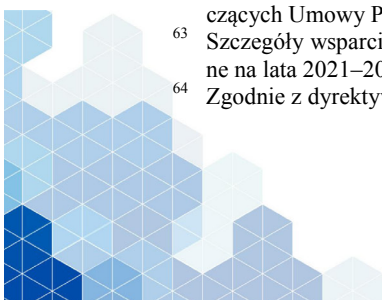 czących Umowy P
63
Szczegóły wsparci
ne na lata 2021–20
64
Zgodnie z dyrekty